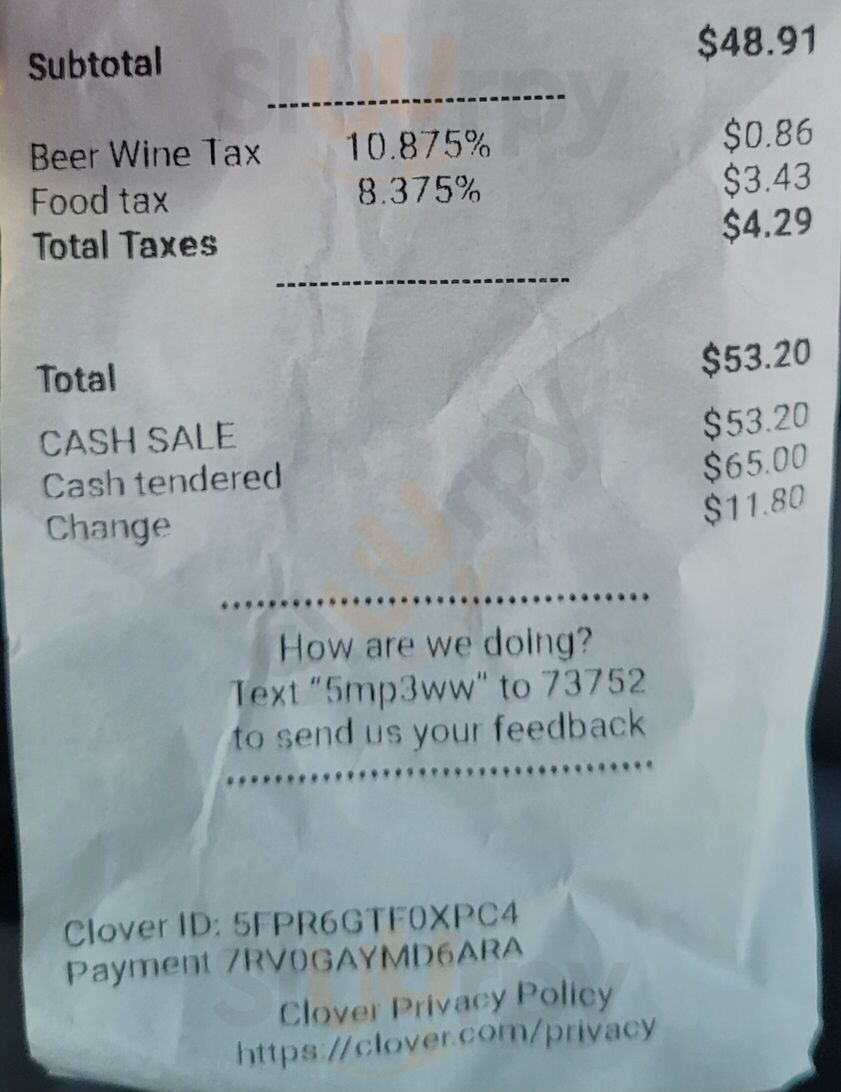 Subtotal $48.91
Beer Wine Tax 10.875% $0.86
Food tax 8.375% $3.43
Total Taxes $4.29
Total $53.20
CASH SALE $53.20
Cash tendered $65.00
Change $11.80
How are we doing?
Text "5mp3ww" to 73752
to send us your feedback
Clover ID: 5FPR6GTF0XPC4
Payment 7RV0GAYMD6ARA
Clover Privacy Policy
https://clover.com/privacy
Sluurpy
Sluurpy
Sluurpy